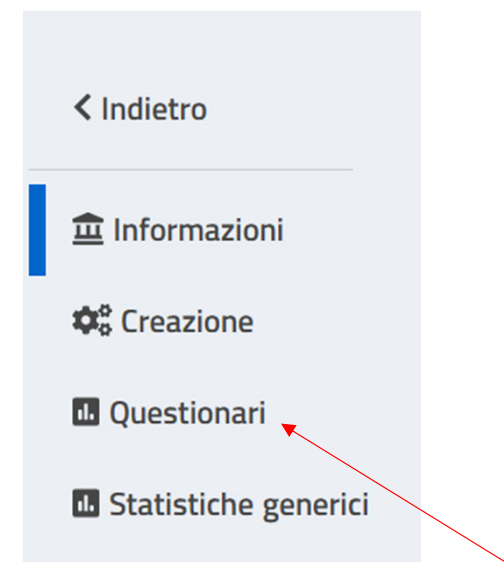 Indietro
Informazioni
Creazione
Questionari
Statistiche generici